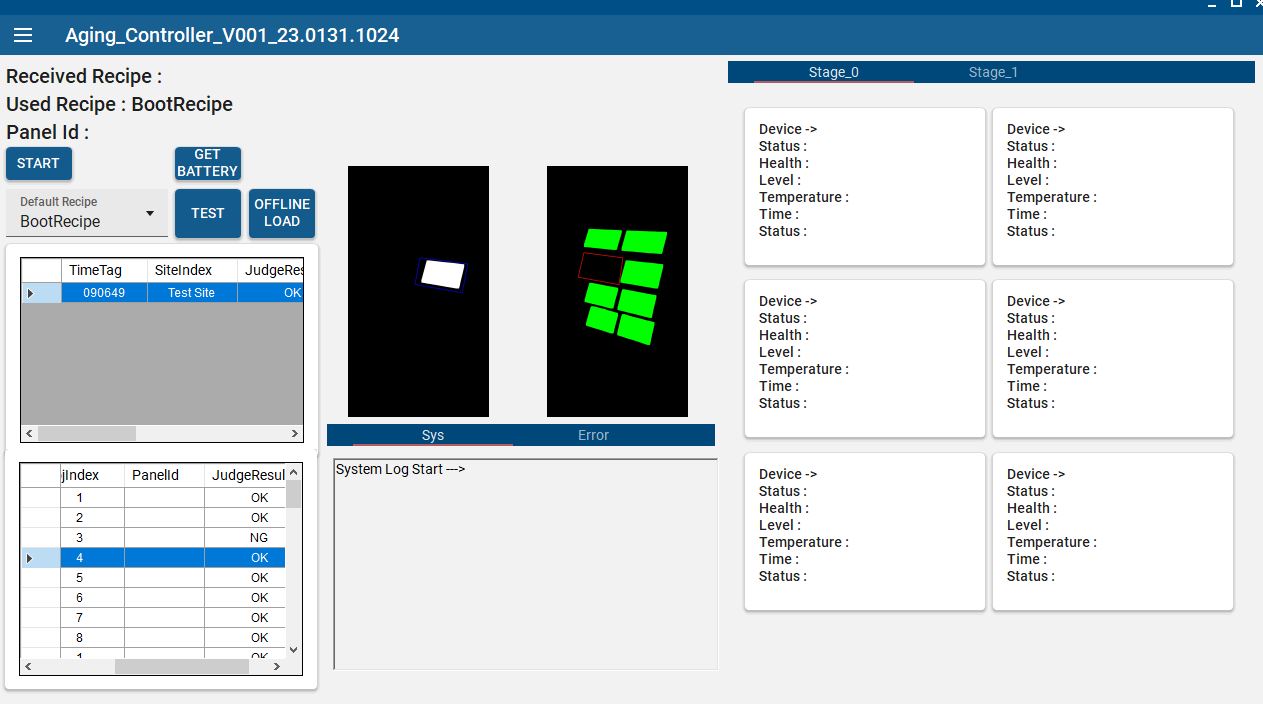 Aging_Controller_V001_23.0131.1024
Received Recipe :
Used Recipe : BootRecipe
Panel Id :
START
GET BATTERY
Default Recipe
BootRecipe
TEST
OFFLINE LOAD
TimeTag SiteIndex JudgeRes
090649 Test Site OK
jIndex PanelId JudgeResul
1 OK
2 OK
3 NG
4 OK
5 OK
6 OK
7 OK
8 OK
1 OK
Sys Error
System Log Start --->
Stage_0 Stage_1
Device ->
Status :
Health :
Level :
Temperature :
Time :
Status :
Device ->
Status :
Health :
Level :
Temperature :
Time :
Status :
Device ->
Status :
Health :
Level :
Temperature :
Time :
Status :
Device ->
Status :
Health :
Level :
Temperature :
Time :
Status :
Device ->
Status :
Health :
Level :
Temperature :
Time :
Status :
Device ->
Status :
Health :
Level :
Temperature :
Time :
Status :